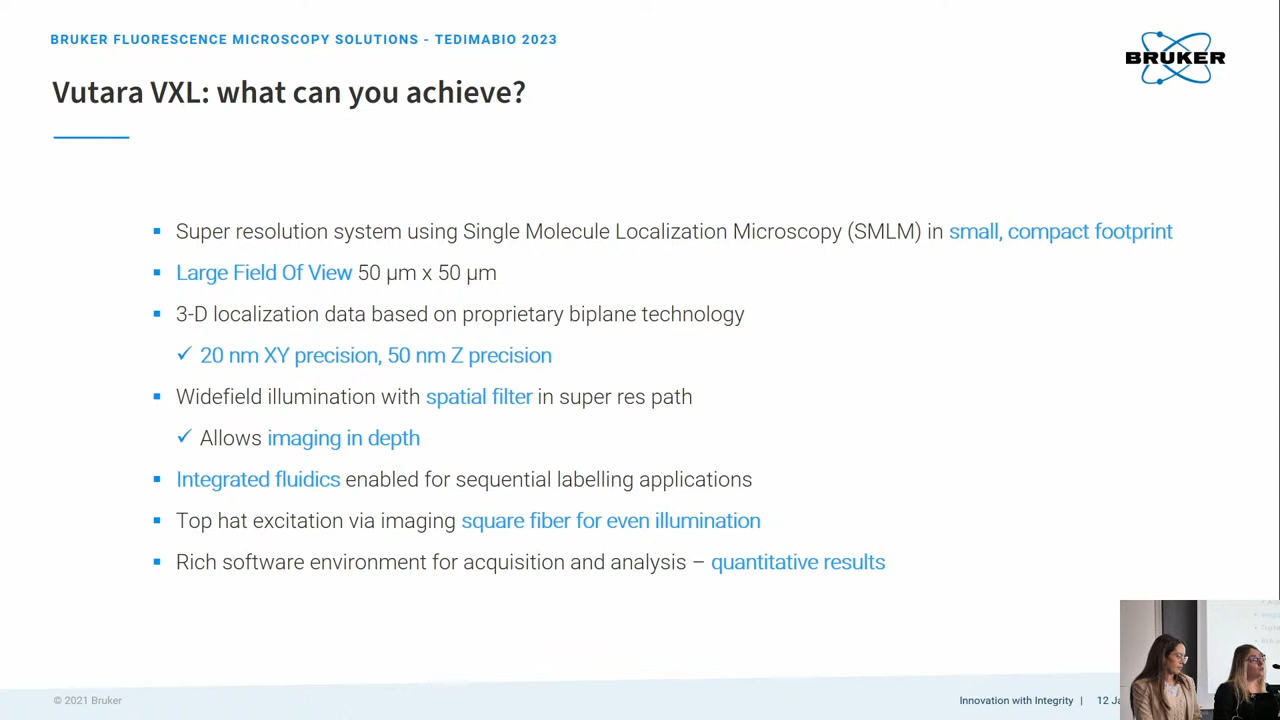 BRUKER FLUORESCENCE MICROSCOPY SOLUTIONS - TEDIMABIO 2023
BRUKER
Vutara VXL: what can you achieve?
Super resolution system using Single Molecule Localization Microscopy (SMLM) in small, compact footprint
Large Field Of View 50 µm x 50 µm
3-D localization data based on proprietary biplane technology
20 nm XY precision, 50 nm Z precision
Widefield illumination with spatial filter in super res path
Allows imaging in depth
Integrated fluidics enabled for sequential labelling applications
Top hat excitation via imaging square fiber for even illumination
Rich software environment for acquisition and analysis – quantitative results
© 2021 Bruker
Innovation with Integrity | 12